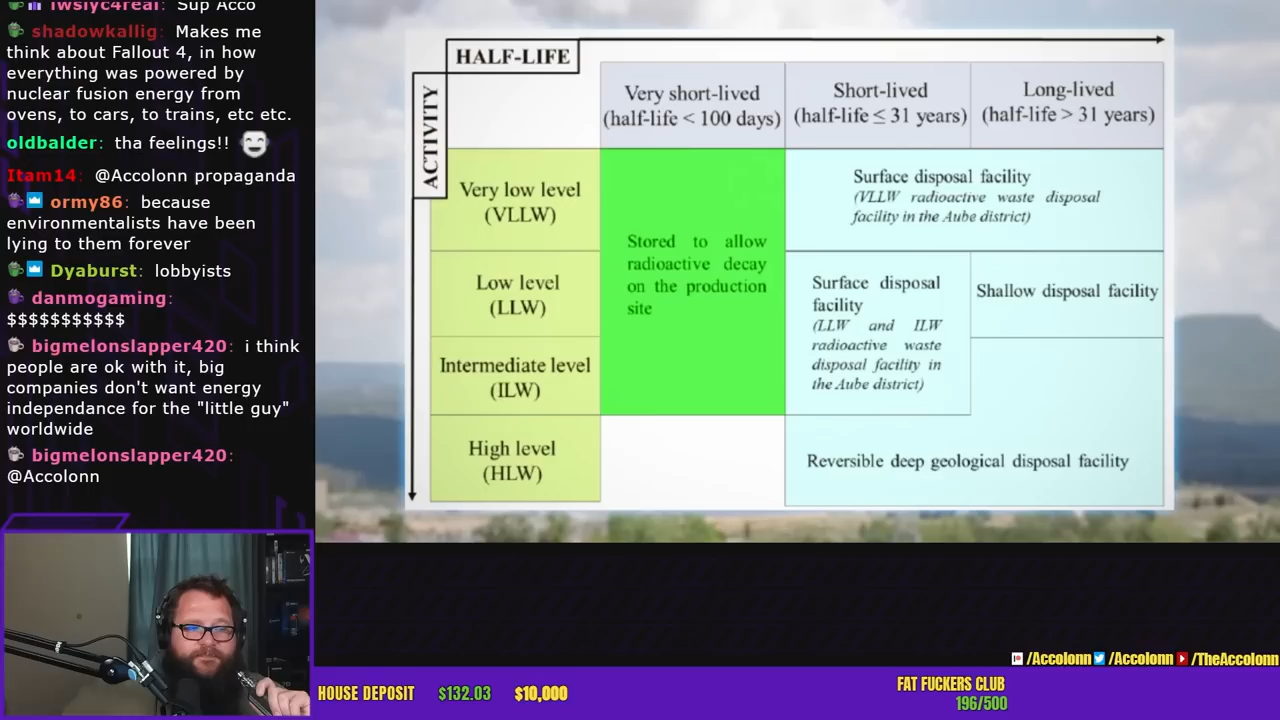 iwslyc4real: Sup Acco
shadowkallig: Makes me
think about Fallout 4, in how
everything was powered by
nuclear fusion energy from
ovens, to cars, to trains, etc etc.
oldbalder: tha feelings!!
Itam14: @Accolonn propaganda
ormy86: because
environmentalists have been
lying to them forever
Dyaburst: lobbyists
danmogaming:
$$$$$$$$$$$
bigmelonslapper420: i think
people are ok with it, big
companies don't want energy
independance for the "little guy"
worldwide
bigmelonslapper420:
@Accolonn
HALF-LIFE
ACTIVITY
Very short-lived
(half-life < 100 days)
Short-lived
(half-life ≤ 31 years)
Long-lived
(half-life > 31 years)
Very low level
(VLLW)
Stored to allow
radioactive decay
on the production
site
Surface disposal facility
(VLLW radioactive waste disposal
facility in the Aube district)
Low level
(LLW)
Surface disposal
facility
(LLW and ILW
radioactive waste
disposal facility in
the Aube district)
Shallow disposal facility
Intermediate level
(ILW)
High level
(HLW)
Reversible deep geological disposal facility
/Accolonn /Accolonn /TheAccolonn
HOUSE DEPOSIT $132.03 $10,000
FAT FUCKERS CLUB
196/500